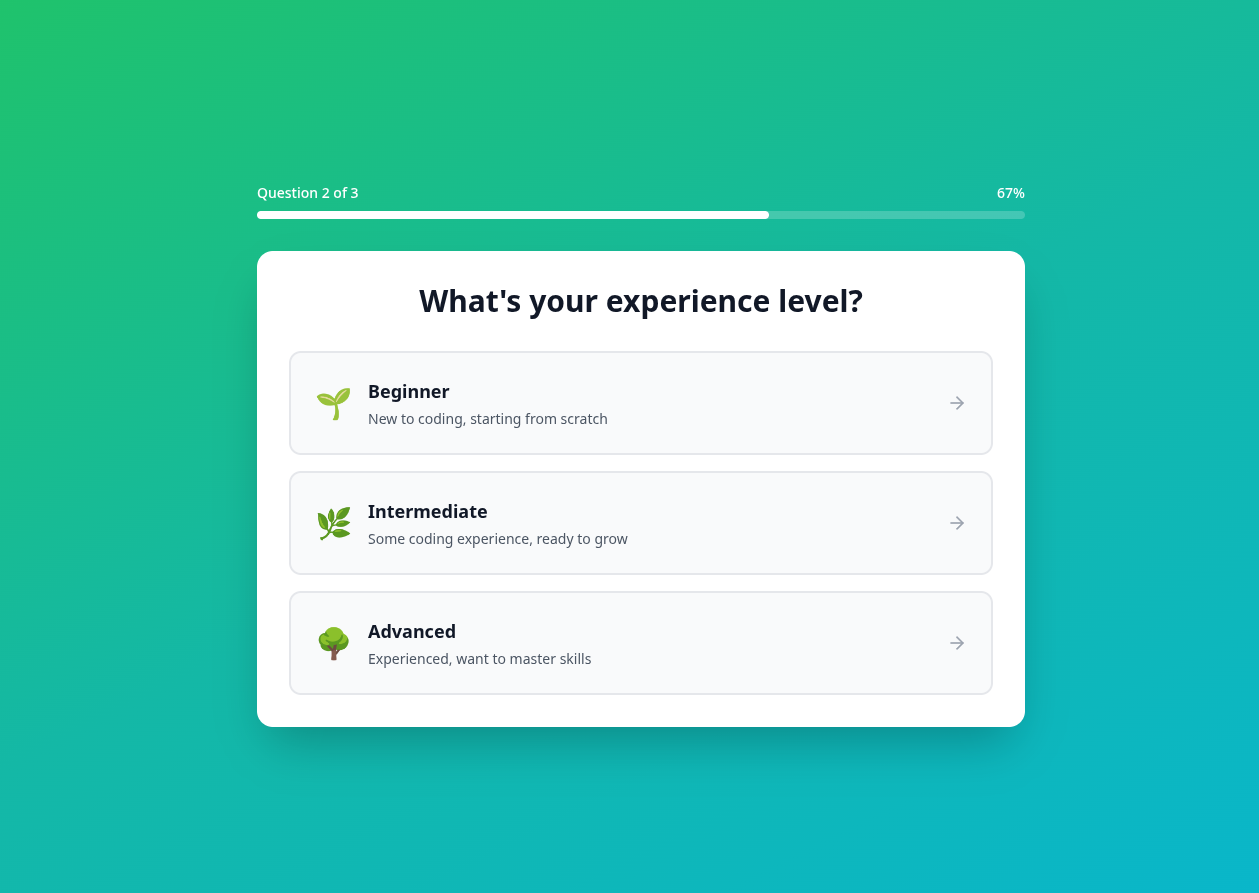 Question 2 of 3
67%
What's your experience level?
Beginner
New to coding, starting from scratch
Intermediate
Some coding experience, ready to grow
Advanced
Experienced, want to master skills